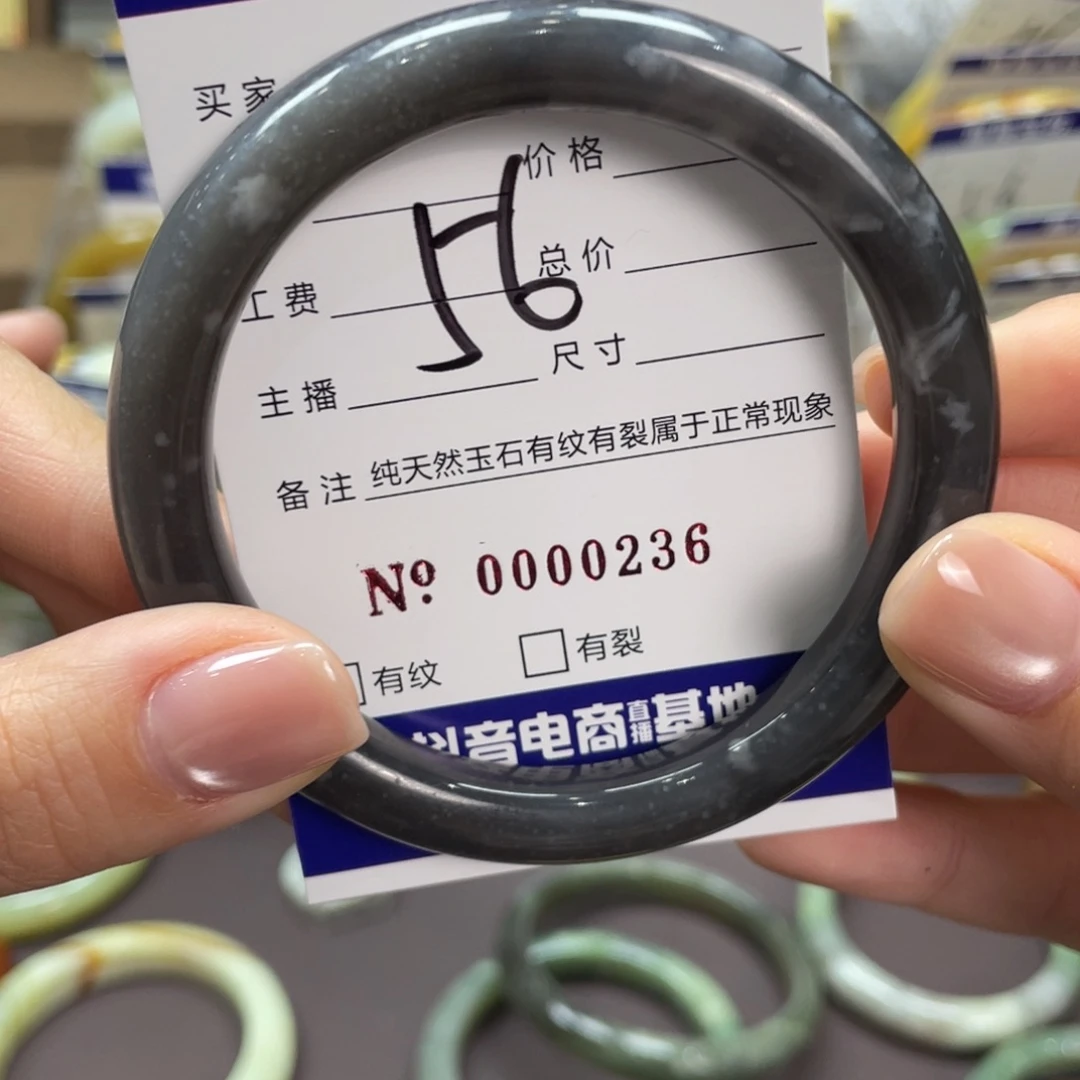 买家
价格
56
总价
工费
尺寸
主播
备注 纯天然玉石有纹有裂属于正常现象
Nº 0000236
有纹 有裂
抖音电商直播基地